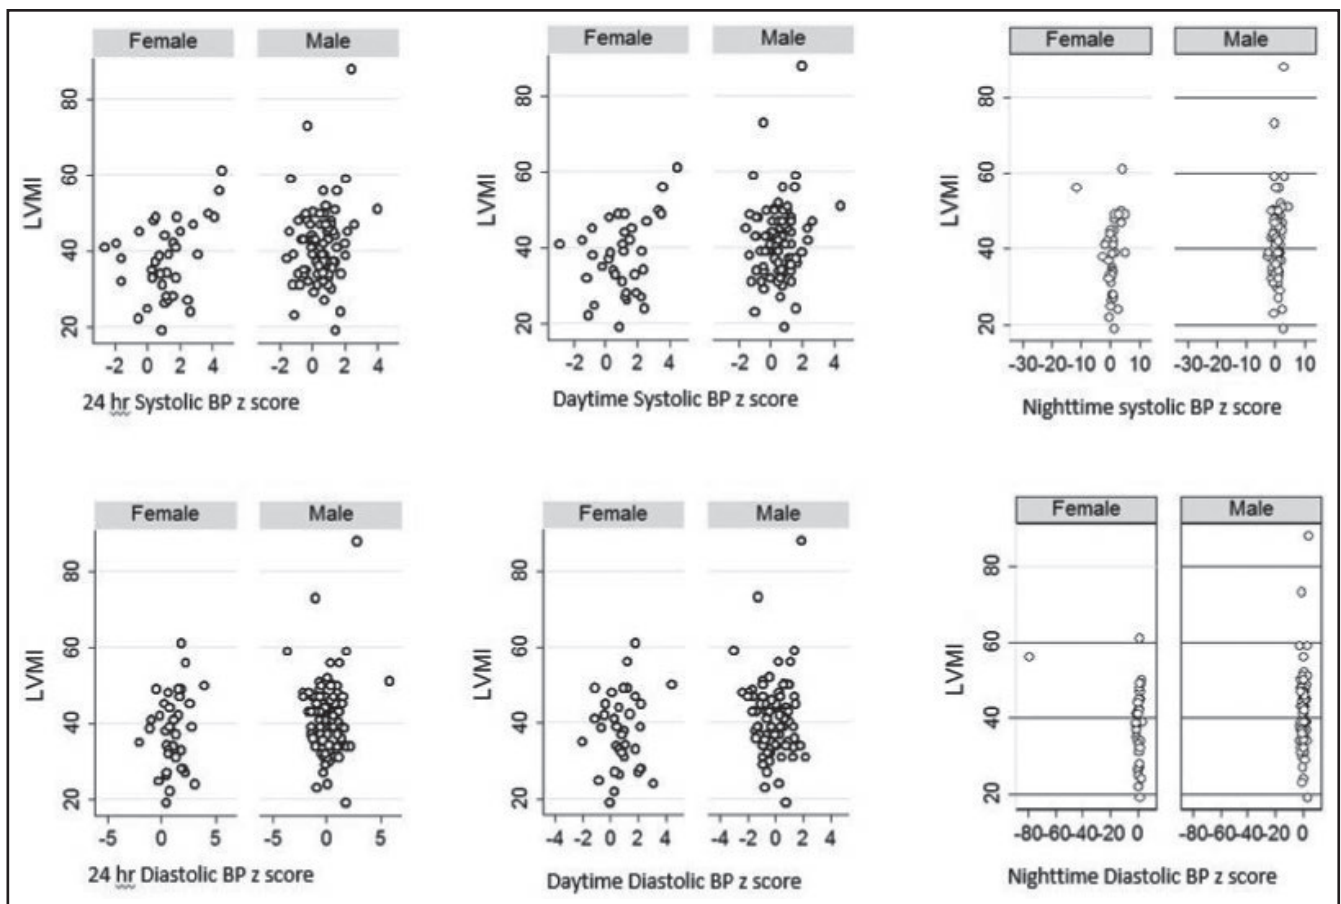 Female Male
80
60
40
20
LVMI
-2 0 2 4 -2 0 2 4
24 hr Systolic BP z score
Female Male
80
60
40
20
LVMI
-4 -2 0 2 4 -4 -2 0 2 4
Daytime Systolic BP z score
Female Male
80
60
40
20
LVMI
-30 -20 -10 0 10 -30 -20 -10 0 10
Nighttime systolic BP z score
Female Male
80
60
40
20
LVMI
-5 0 5 -5 0 5
24 hr Diastolic BP z score
Female Male
80
60
40
20
LVMI
-4 -2 0 2 4 -4 -2 0 2 4
Daytime Diastolic BP z score
Female Male
80
60
40
20
LVMI
-80 -60 -40 -20 0 -80 -60 -40 -20 0
Nighttime Diastolic BP z score